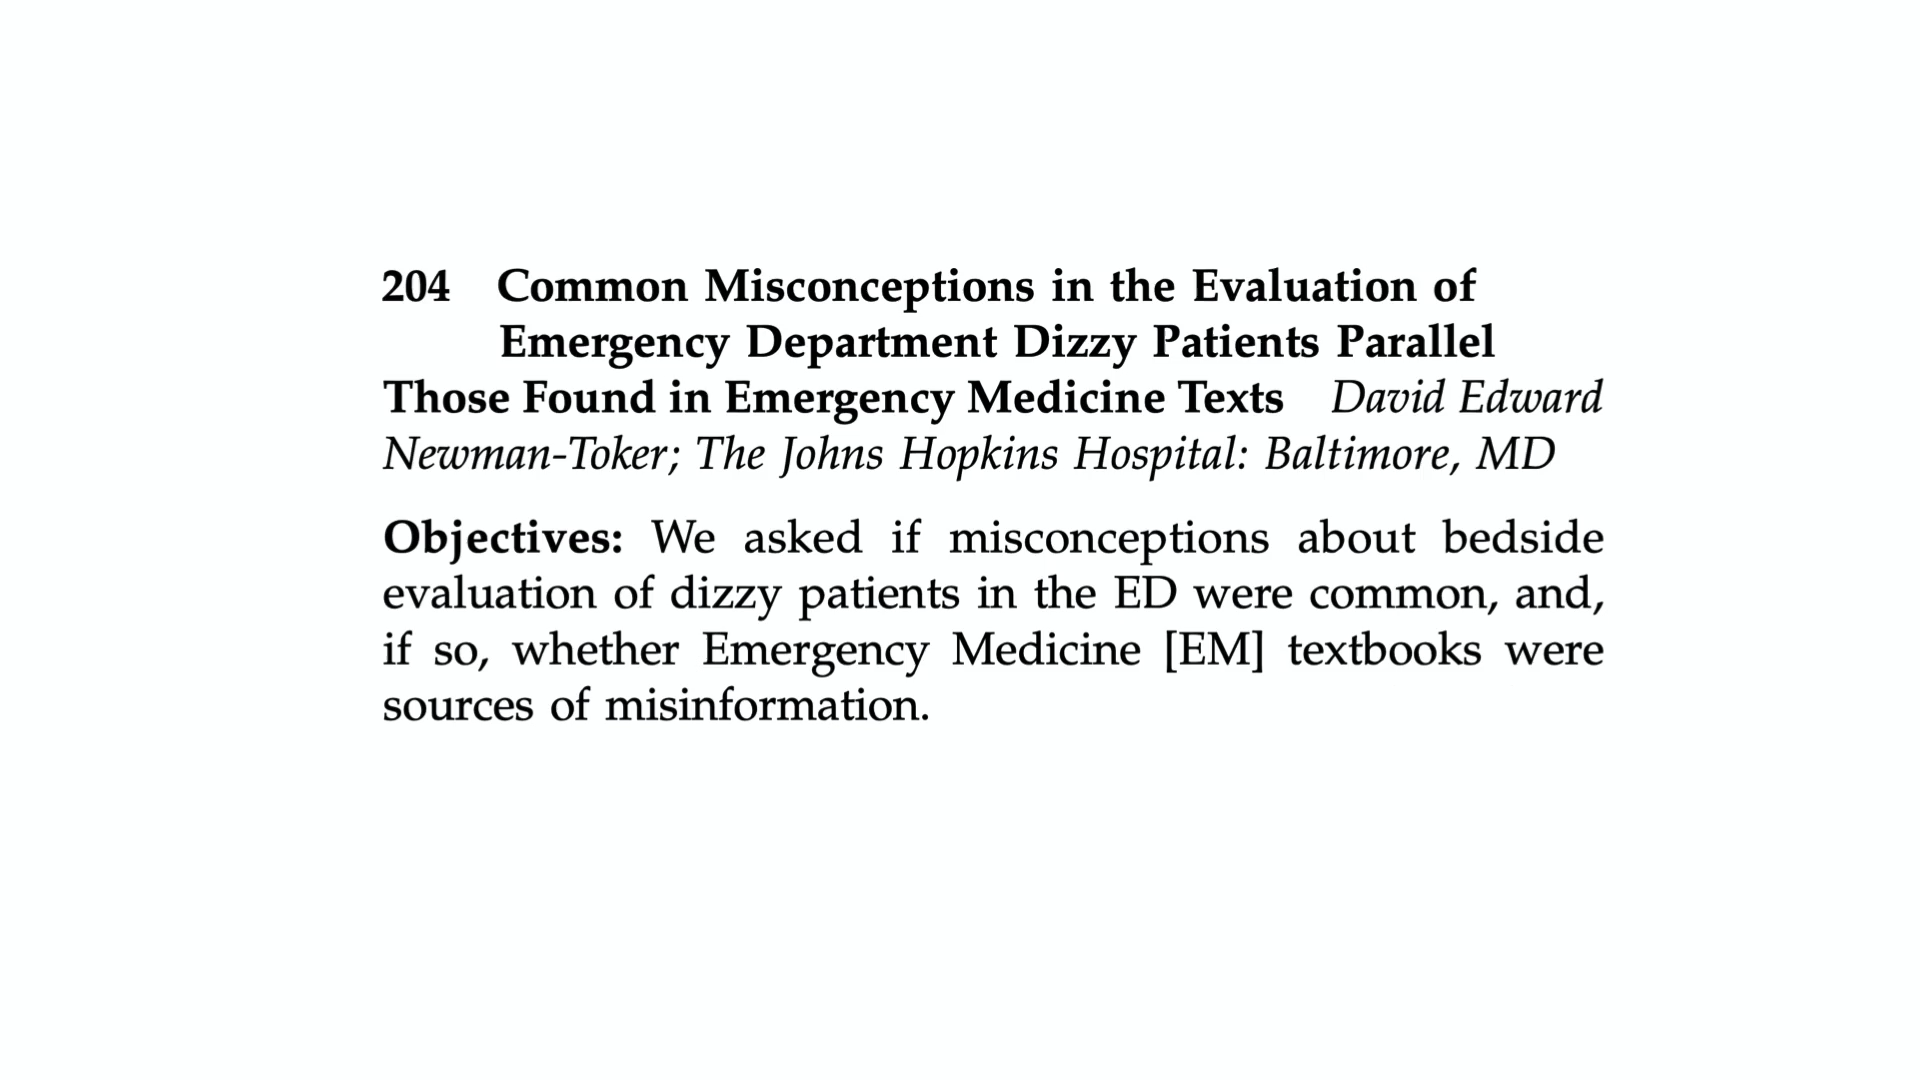 204 Common Misconceptions in the Evaluation of
Emergency Department Dizzy Patients Parallel
Those Found in Emergency Medicine Texts David Edward
Newman-Toker; The Johns Hopkins Hospital: Baltimore, MD
Objectives: We asked if misconceptions about bedside
evaluation of dizzy patients in the ED were common, and,
if so, whether Emergency Medicine [EM] textbooks were
sources of misinformation.